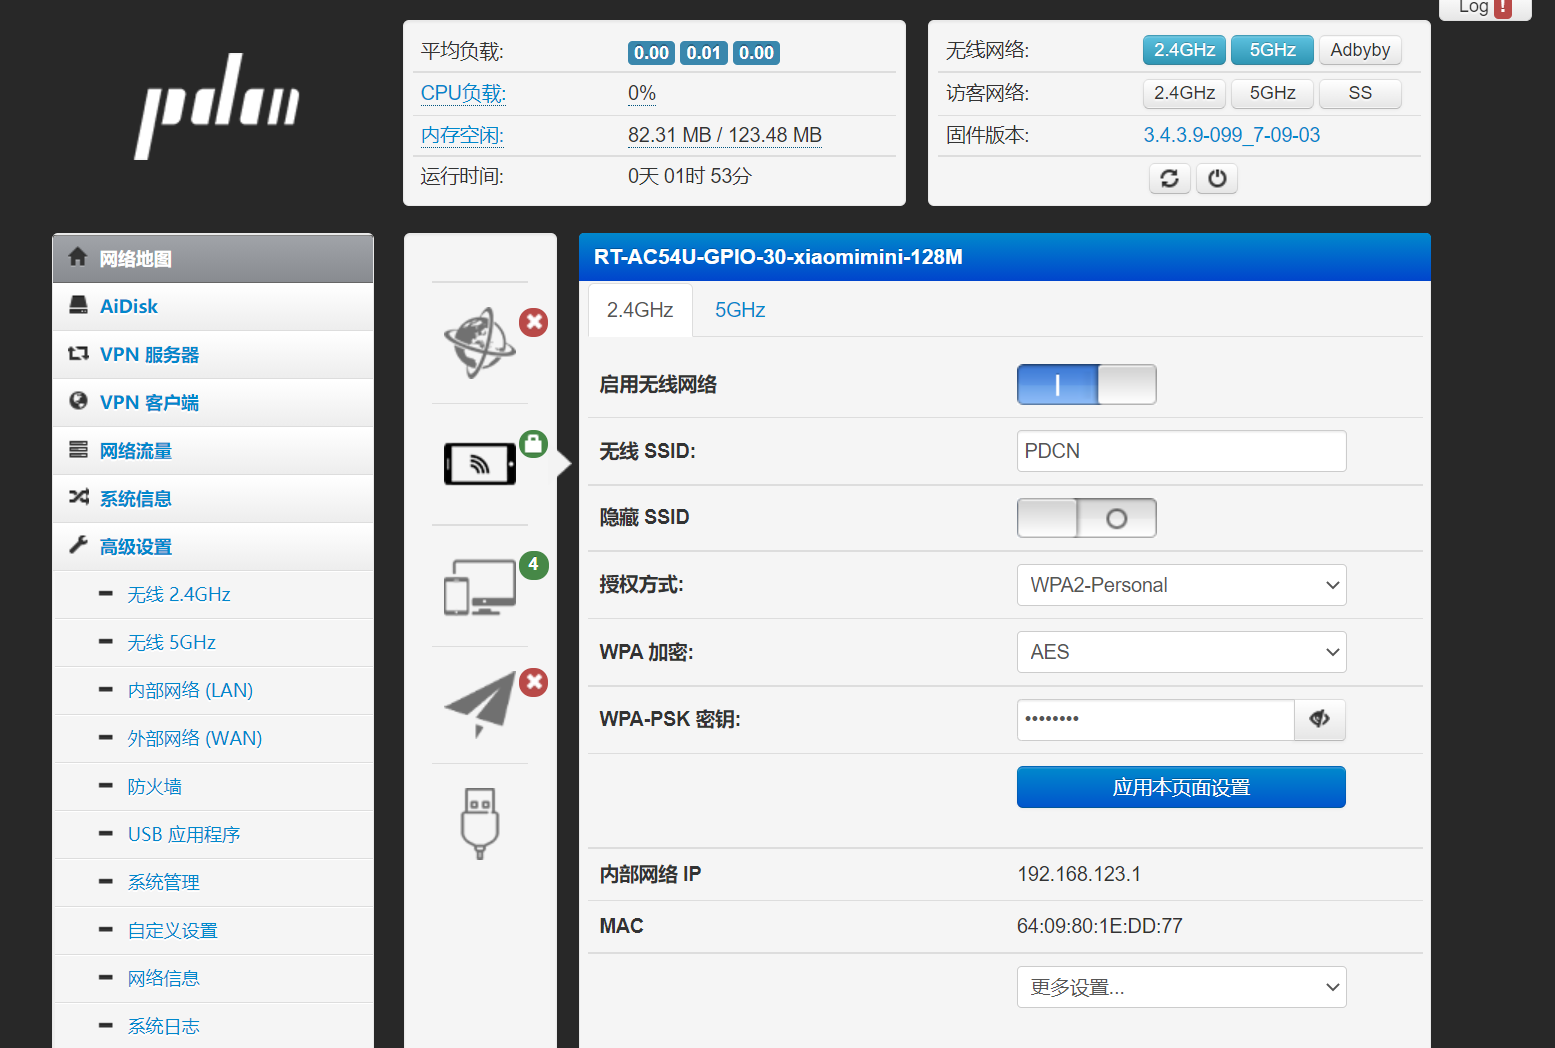 Log !
pdcn
平均负载: 0.00 0.01 0.00
CPU负载: 0%
内存空闲: 82.31 MB / 123.48 MB
运行时间: 0天 01时 53分
无线网络: 2.4GHz 5GHz Adbyby
访客网络: 2.4GHz 5GHz SS
固件版本: 3.4.3.9-099_7-09-03
网络地图
AiDisk
VPN 服务器
VPN 客户端
网络流量
系统信息
高级设置
无线 2.4GHz
无线 5GHz
内部网络 (LAN)
外部网络 (WAN)
防火墙
USB 应用程序
系统管理
自定义设置
网络信息
系统日志
4
RT-AC54U-GPIO-30-xiaomimini-128M
2.4GHz 5GHz
启用无线网络
无线 SSID: PDCN
隐藏 SSID
授权方式: WPA2-Personal
WPA 加密: AES
WPA-PSK 密钥: ••••••••
应用本页面设置
内部网络 IP 192.168.123.1
MAC 64:09:80:1E:DD:77
更多设置...